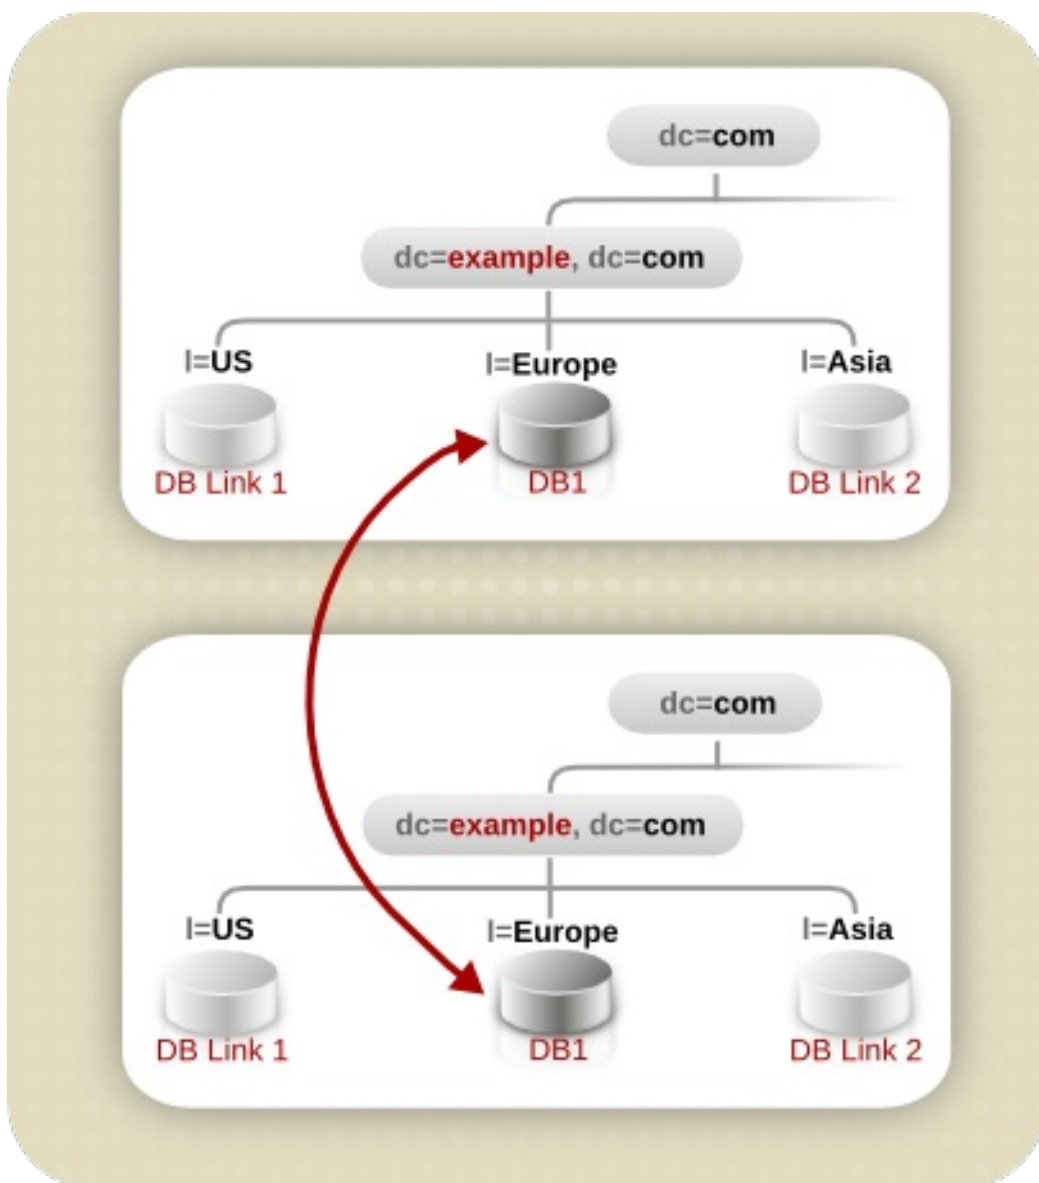 dc=com
dc=example, dc=com
l=US l=Europe l=Asia
DB Link 1 DB1 DB Link 2
dc=com
dc=example, dc=com
l=US l=Europe l=Asia
DB Link 1 DB1 DB Link 2